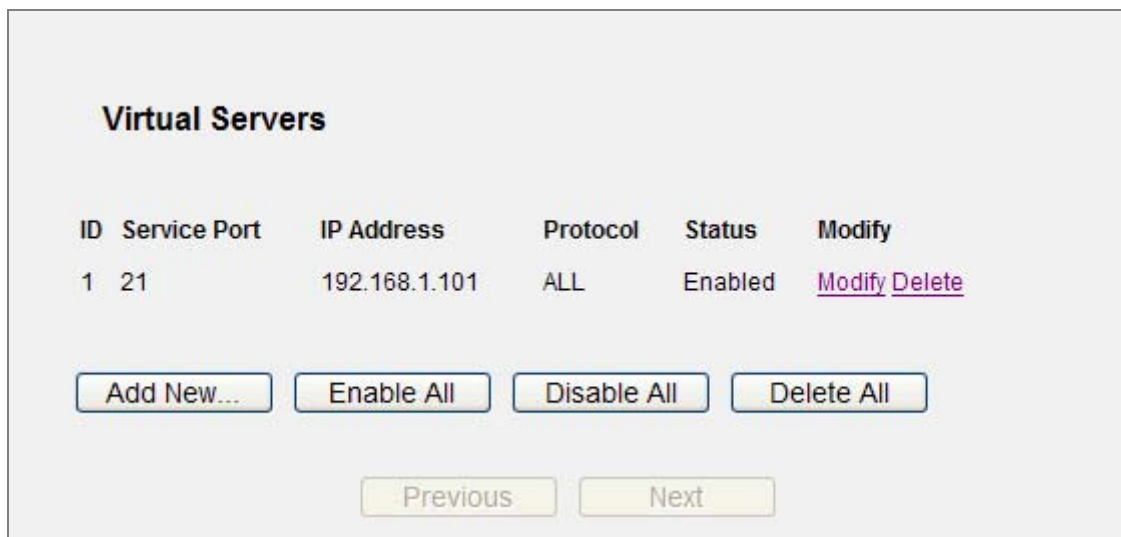 Virtual Servers
ID Service Port IP Address Protocol Status Modify
1 21 192.168.1.101 ALL Enabled Modify Delete
Add New... Enable All Disable All Delete All
Previous Next